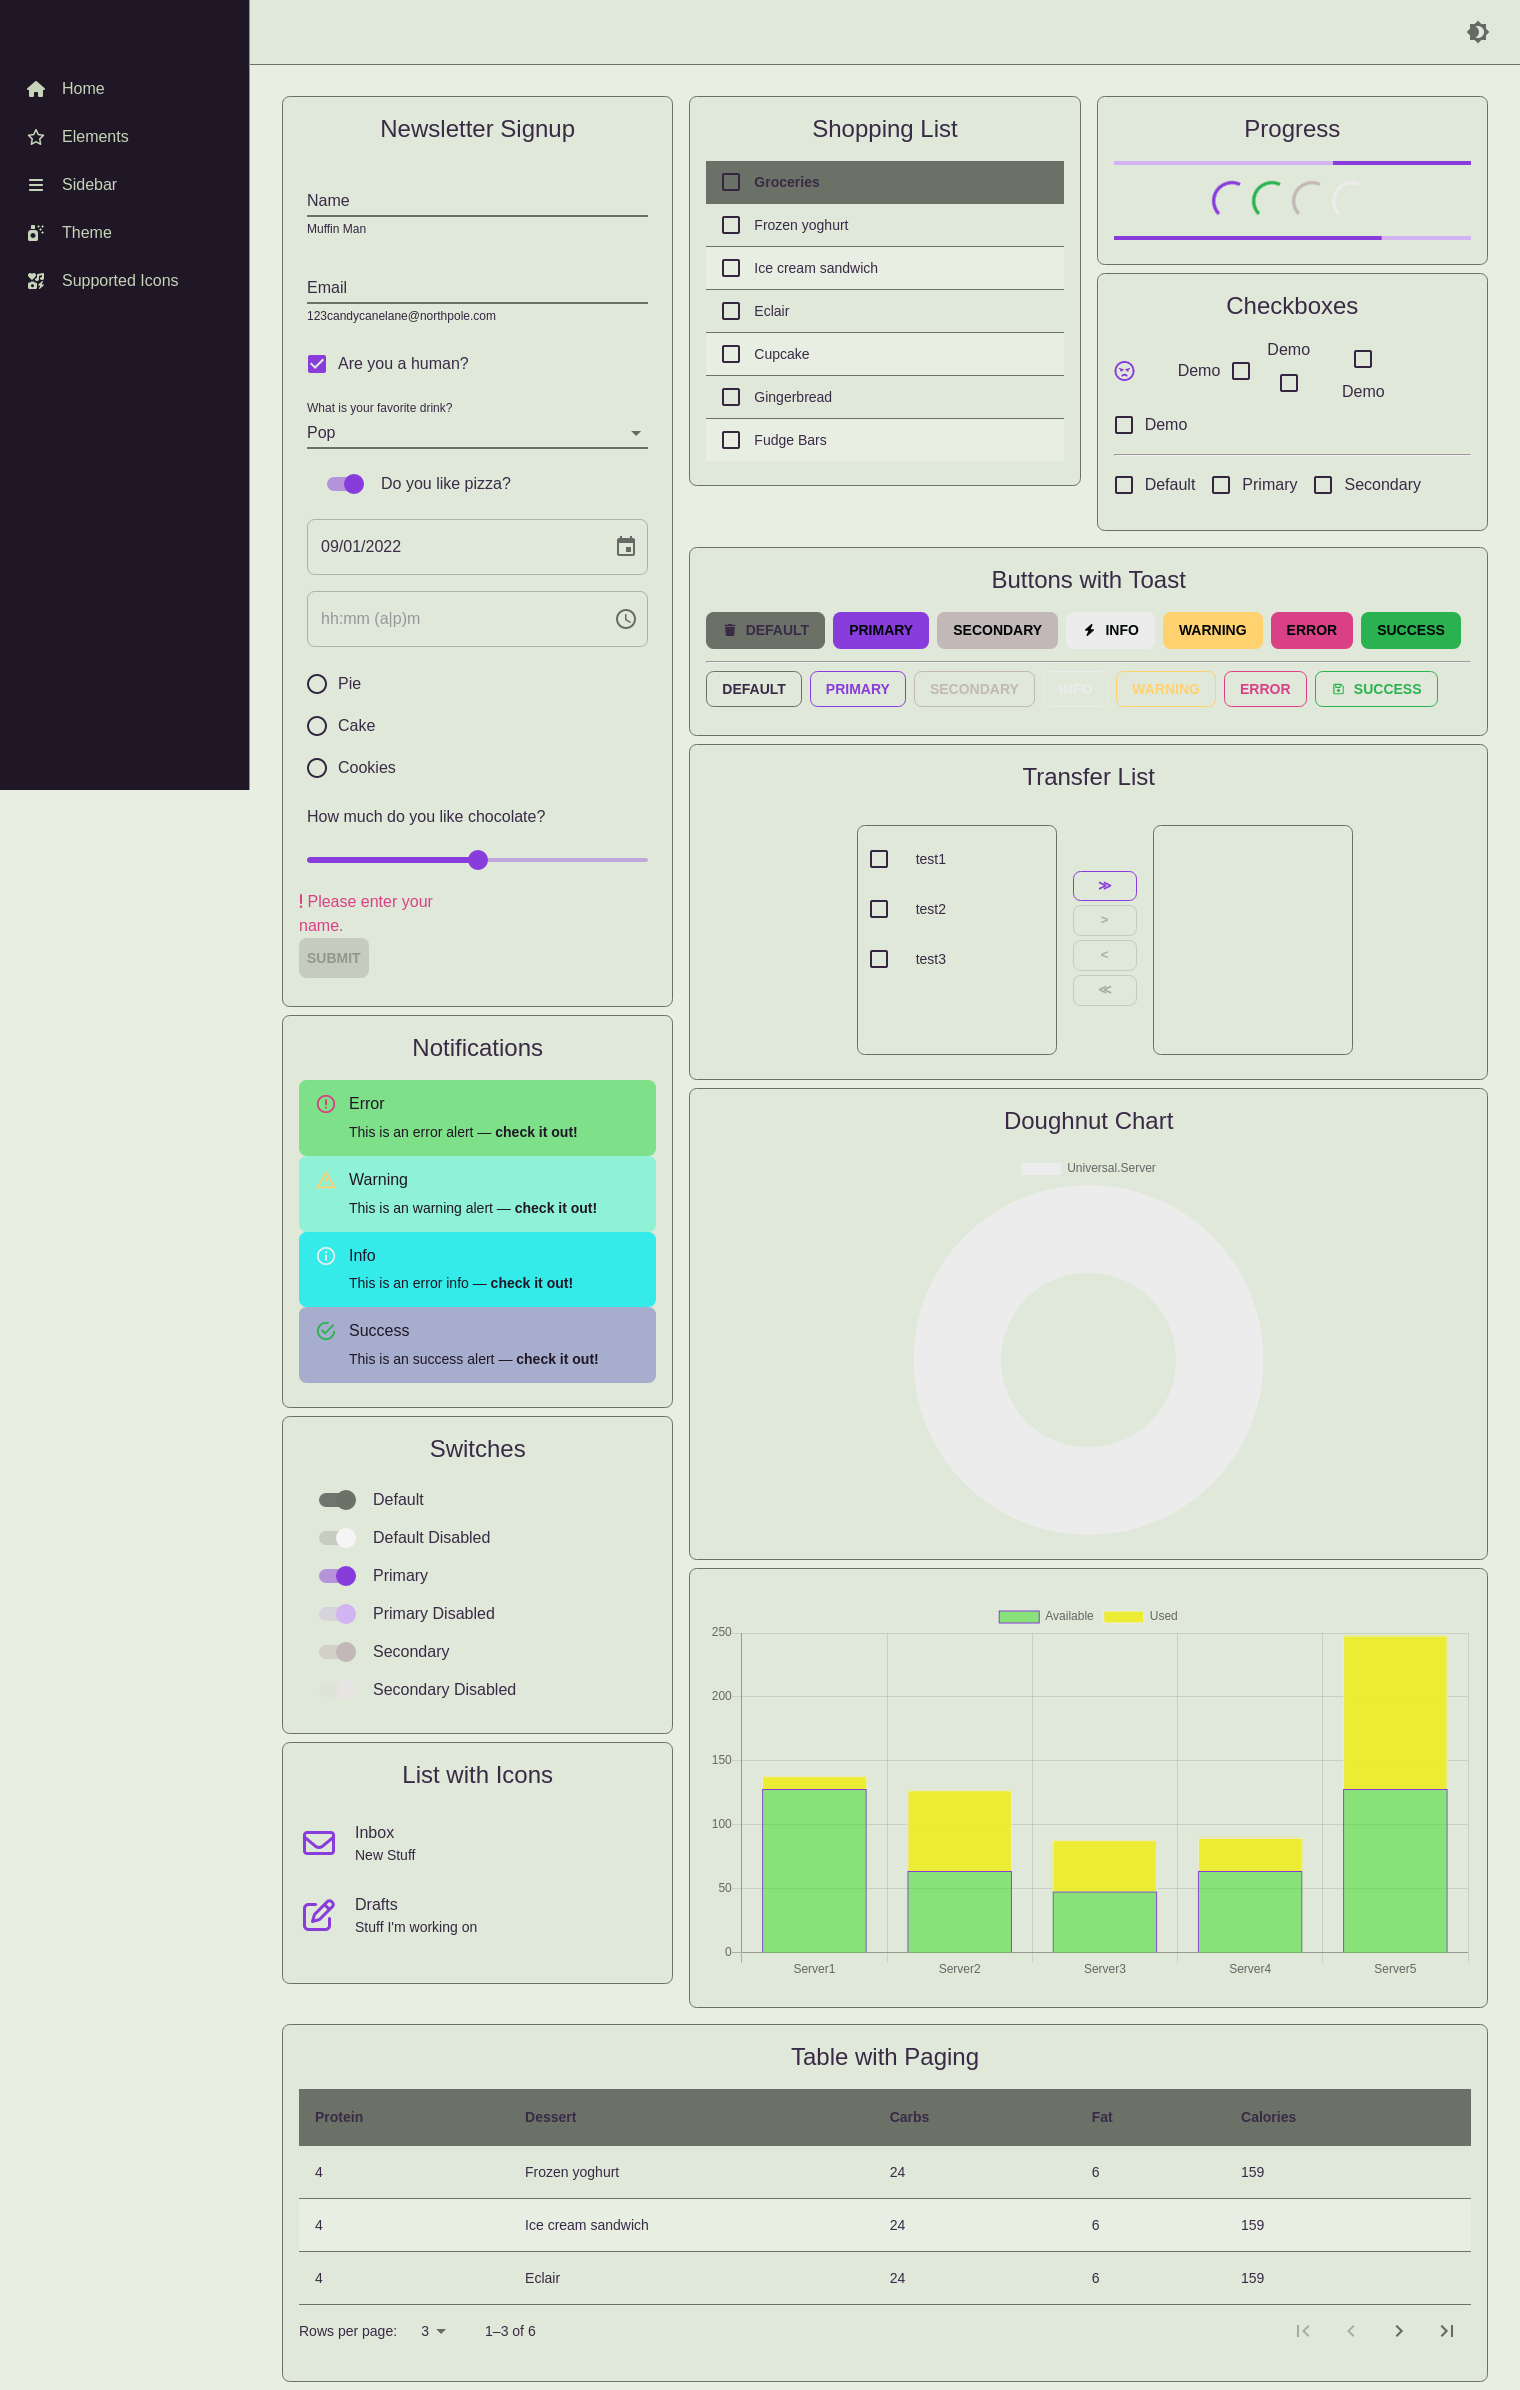 Home
Elements
Sidebar
Theme
Supported Icons
Newsletter Signup
Name
Muffin Man
Email
123candycanelane@northpole.com
Are you a human?
What is your favorite drink?
Pop
Do you like pizza?
09/01/2022
hh:mm (a|p)m
Pie
Cake
Cookies
How much do you like chocolate?
! Please enter your
name.
SUBMIT
Shopping List
Groceries
Frozen yoghurt
Ice cream sandwich
Eclair
Cupcake
Gingerbread
Fudge Bars
Progress
Checkboxes
Demo
Demo
Demo
Demo
Default Primary Secondary
Buttons with Toast
DEFAULT PRIMARY SECONDARY INFO WARNING ERROR SUCCESS
DEFAULT PRIMARY SECONDARY INFO WARNING ERROR SUCCESS
Transfer List
test1
test2
test3
≫
>
<
≪
Notifications
Error
This is an error alert — check it out!
Warning
This is an warning alert — check it out!
Info
This is an error info — check it out!
Success
This is an success alert — check it out!
Doughnut Chart
Universal.Server
Switches
Default
Default Disabled
Primary
Primary Disabled
Secondary
Secondary Disabled
List with Icons
Inbox
New Stuff
Drafts
Stuff I'm working on
Available Used
250
200
150
100
50
0
Server1 Server2 Server3 Server4 Server5
Table with Paging
Protein Dessert Carbs Fat Calories
4 Frozen yoghurt 24 6 159
4 Ice cream sandwich 24 6 159
4 Eclair 24 6 159
Rows per page: 3 1–3 of 6